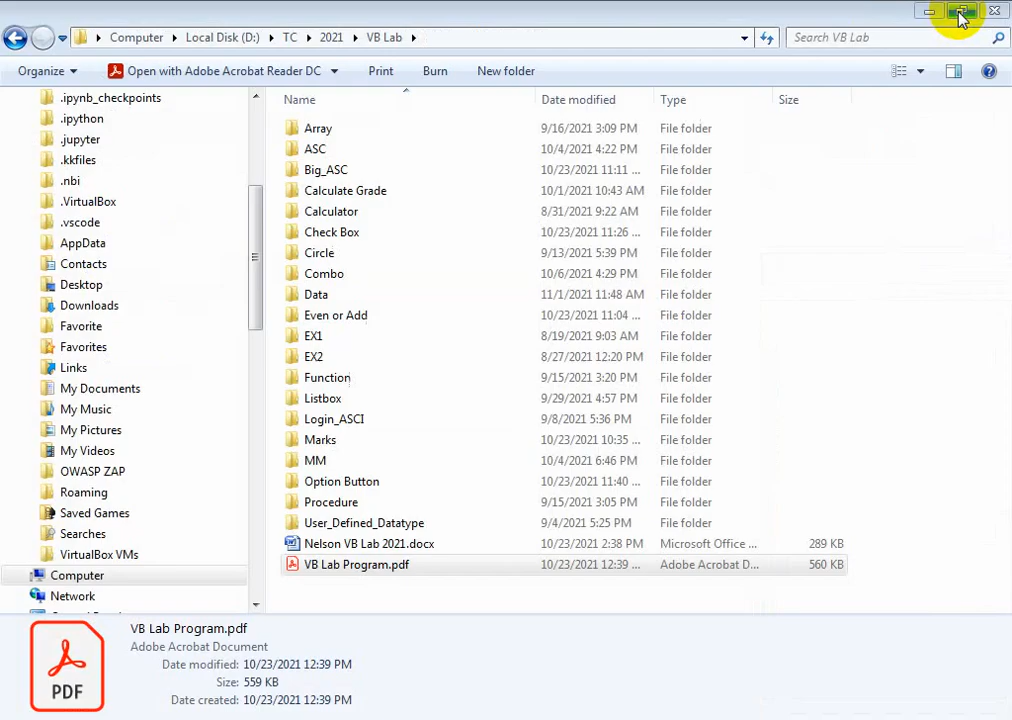 Computer ▸ Local Disk (D:) ▸ TC ▸ 2021 ▸ VB Lab ▸
Search VB Lab
Organize Open with Adobe Acrobat Reader DC Print Burn New folder
.ipynb_checkpoints
.ipython
.jupyter
.kkfiles
.nbi
.VirtualBox
.vscode
AppData
Contacts
Desktop
Downloads
Favorite
Favorites
Links
My Documents
My Music
My Pictures
My Videos
OWASP ZAP
Roaming
Saved Games
Searches
VirtualBox VMs
Computer
Network
Name Date modified Type Size
Array 9/16/2021 3:09 PM File folder
ASC 10/4/2021 4:22 PM File folder
Big_ASC 10/23/2021 11:11 ... File folder
Calculate Grade 10/1/2021 10:43 AM File folder
Calculator 8/31/2021 9:22 AM File folder
Check Box 10/23/2021 11:26 ... File folder
Circle 9/13/2021 5:39 PM File folder
Combo 10/6/2021 4:29 PM File folder
Data 11/1/2021 11:48 AM File folder
Even or Add 10/23/2021 11:04 ... File folder
EX1 8/19/2021 9:03 AM File folder
EX2 8/27/2021 12:20 PM File folder
Function 9/15/2021 3:20 PM File folder
Listbox 9/29/2021 4:57 PM File folder
Login_ASCI 9/8/2021 5:36 PM File folder
Marks 10/23/2021 10:35 ... File folder
MM 10/4/2021 6:46 PM File folder
Option Button 10/23/2021 11:40 ... File folder
Procedure 9/15/2021 3:05 PM File folder
User_Defined_Datatype 9/4/2021 5:25 PM File folder
Nelson VB Lab 2021.docx 10/23/2021 2:38 PM Microsoft Office ... 289 KB
VB Lab Program.pdf 10/23/2021 12:39 ... Adobe Acrobat D... 560 KB
PDF
VB Lab Program.pdf
Adobe Acrobat Document
Date modified: 10/23/2021 12:39 PM
Size: 559 KB
Date created: 10/23/2021 12:39 PM